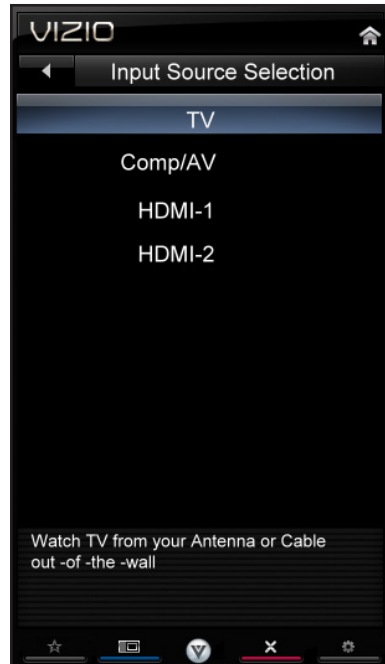 VIZIO
Input Source Selection
TV
Comp/AV
HDMI-1
HDMI-2
Watch TV from your Antenna or Cable
out -of -the -wall
V